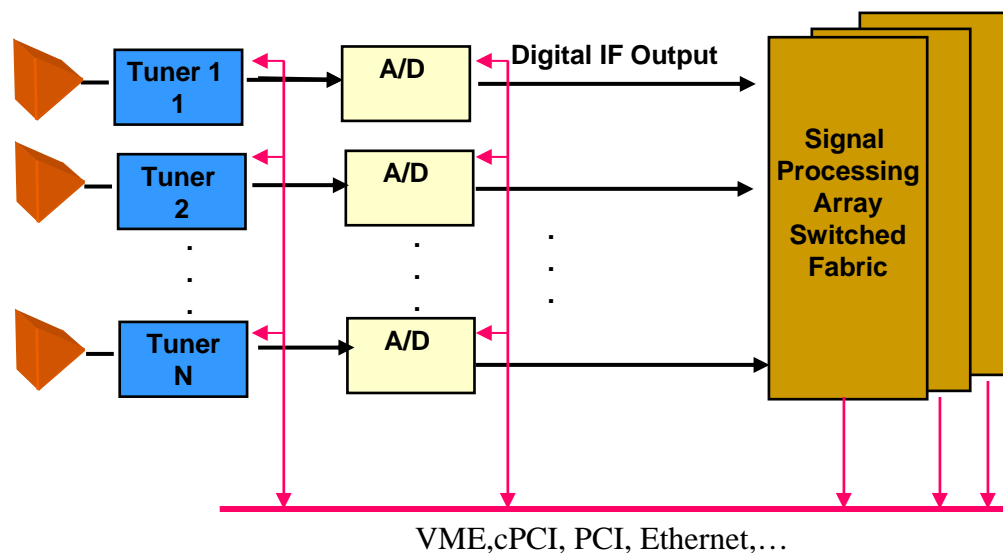 Tuner 1
1
A/D
Digital IF Output
Tuner
2
A/D
Tuner
N
A/D
Signal
Processing
Array
Switched
Fabric
VME,cPCI, PCI, Ethernet,…